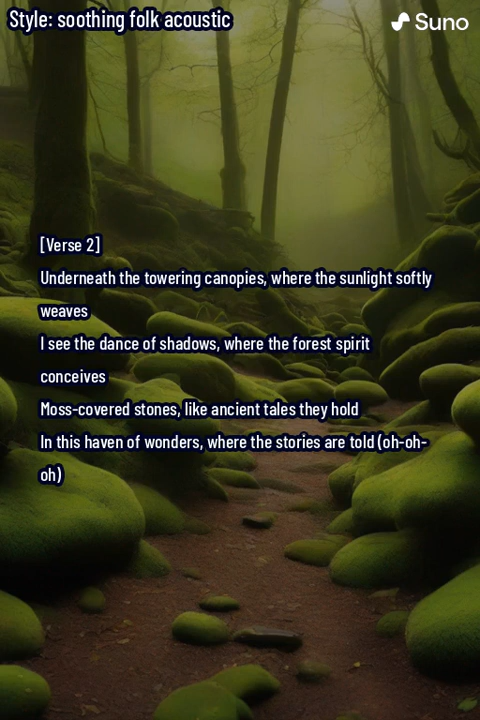 Style: soothing folk acoustic
Suno
[Verse 2]
Underneath the towering canopies, where the sunlight softly
weaves
I see the dance of shadows, where the forest spirit
conceives
Moss-covered stones, like ancient tales they hold
In this haven of wonders, where the stories are told (oh-oh-
oh)